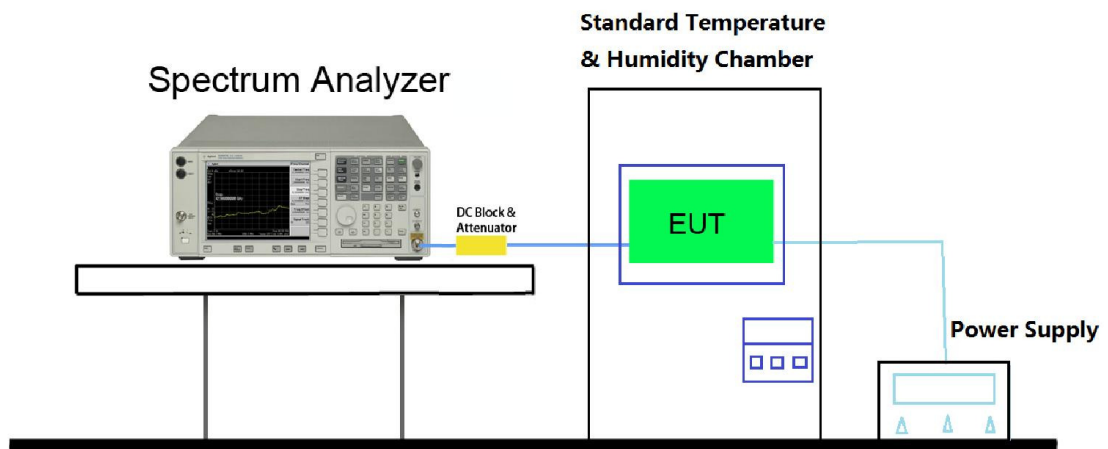 Standard Temperature
& Humidity Chamber
Spectrum Analyzer
DC Block &
Attenuator
EUT
Power Supply